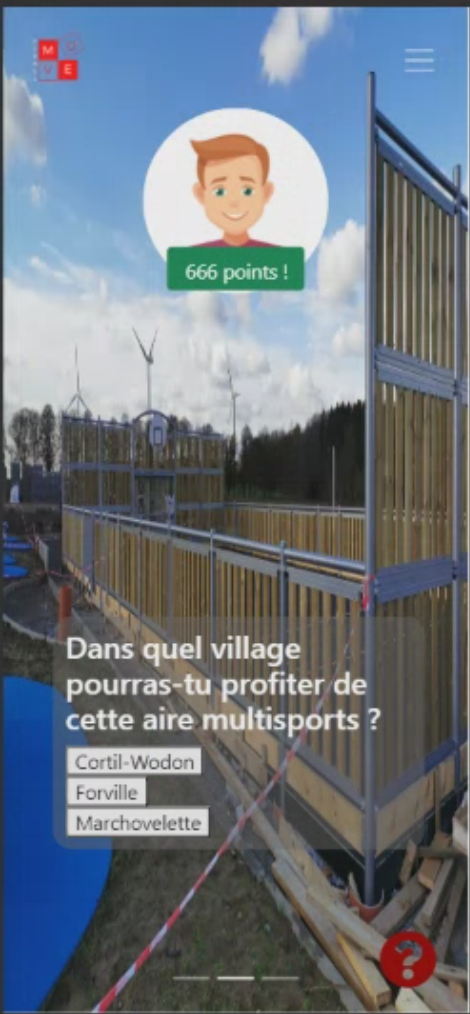 M O
V E
666 points !
Dans quel village
pourras-tu profiter de
cette aire multisports ?
Cortil-Wodon
Forville
Marchovelette
?